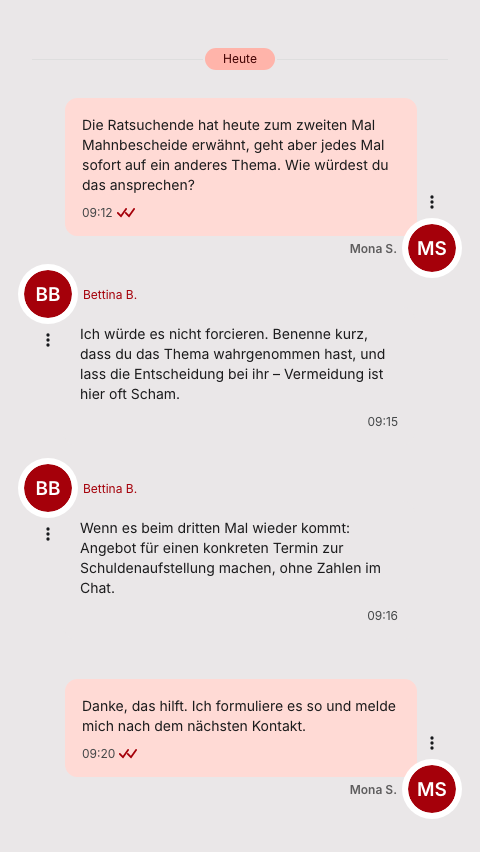 Heute
Die Ratsuchende hat heute zum zweiten Mal
Mahnbescheide erwähnt, geht aber jedes Mal
sofort auf ein anderes Thema. Wie würdest du
das ansprechen?
09:12
Mona S.
MS
BB
Bettina B.
Ich würde es nicht forcieren. Benenne kurz,
dass du das Thema wahrgenommen hast, und
lass die Entscheidung bei ihr – Vermeidung ist
hier oft Scham.
09:15
BB
Bettina B.
Wenn es beim dritten Mal wieder kommt:
Angebot für einen konkreten Termin zur
Schuldenaufstellung machen, ohne Zahlen im
Chat.
09:16
Danke, das hilft. Ich formuliere es so und melde
mich nach dem nächsten Kontakt.
09:20
Mona S.
MS